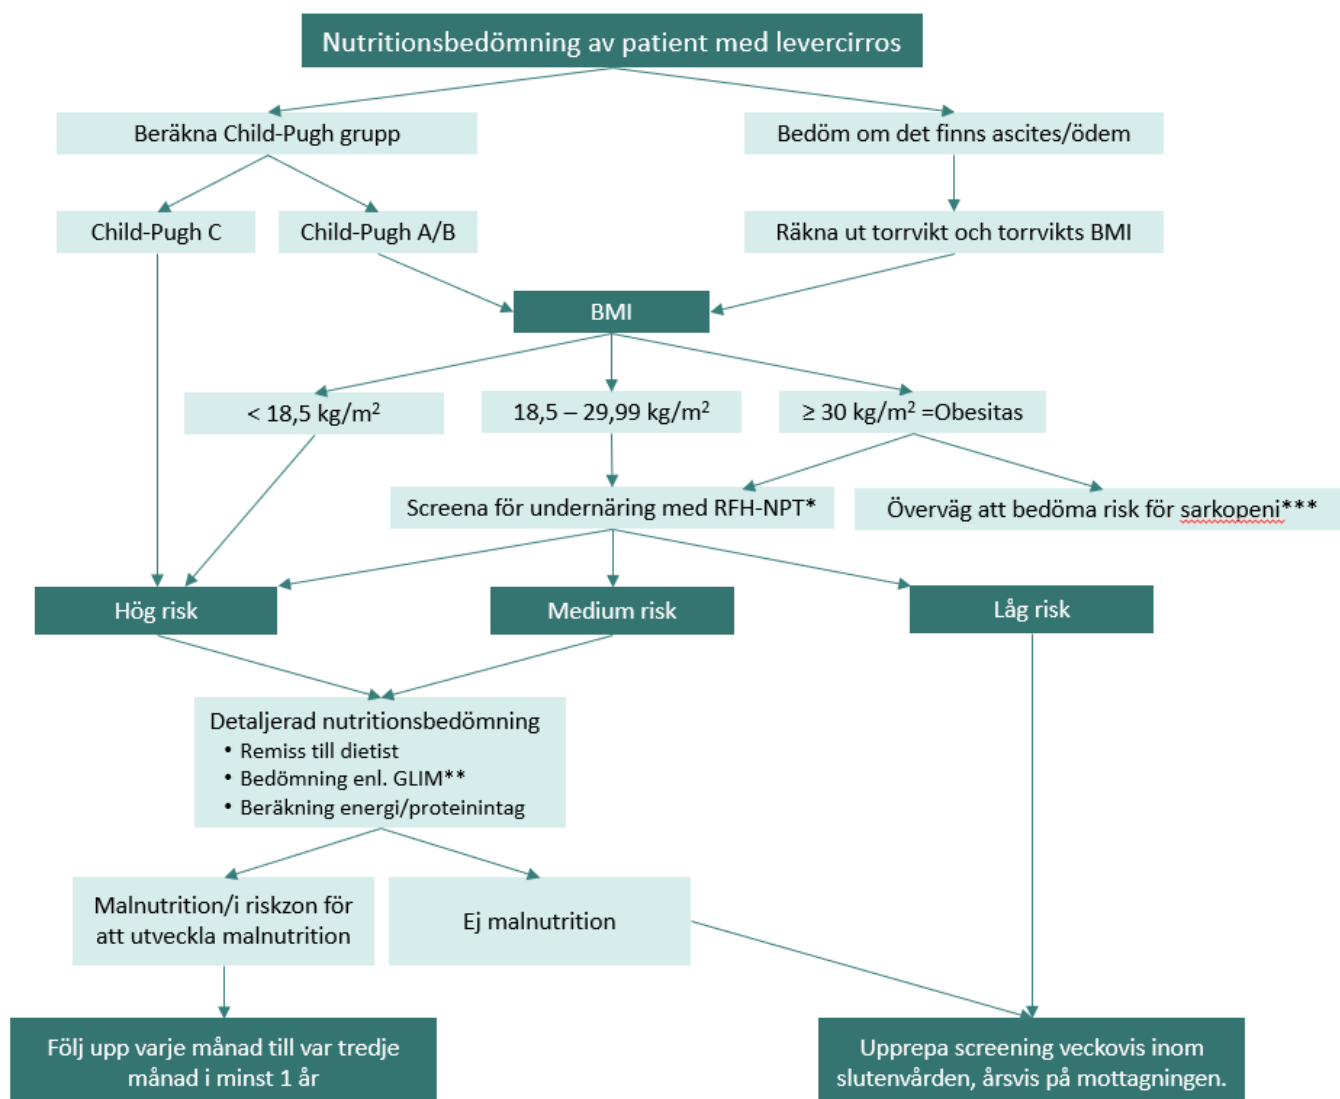 Nutritionsbedömning av patient med levercirros
Beräkna Child-Pugh grupp
Bedöm om det finns ascites/ödem
Child-Pugh C
Child-Pugh A/B
Räkna ut torrvikt och torrvikts BMI
BMI
< 18,5 kg/m²
18,5 – 29,99 kg/m²
≥ 30 kg/m² =Obesitas
Screena för undernäring med RFH-NPT*
Överväg att bedöma risk för sarkopeni***
Hög risk
Medium risk
Låg risk
Detaljerad nutritionsbedömning
• Remiss till dietist
• Bedömning enl. GLIM**
• Beräkning energi/proteinintag
Malnutrition/i riskzon för
att utveckla malnutrition
Ej malnutrition
Följ upp varje månad till var tredje
månad i minst 1 år
Upprepa screening veckovis inom
slutenvården, årsvis på mottagningen.